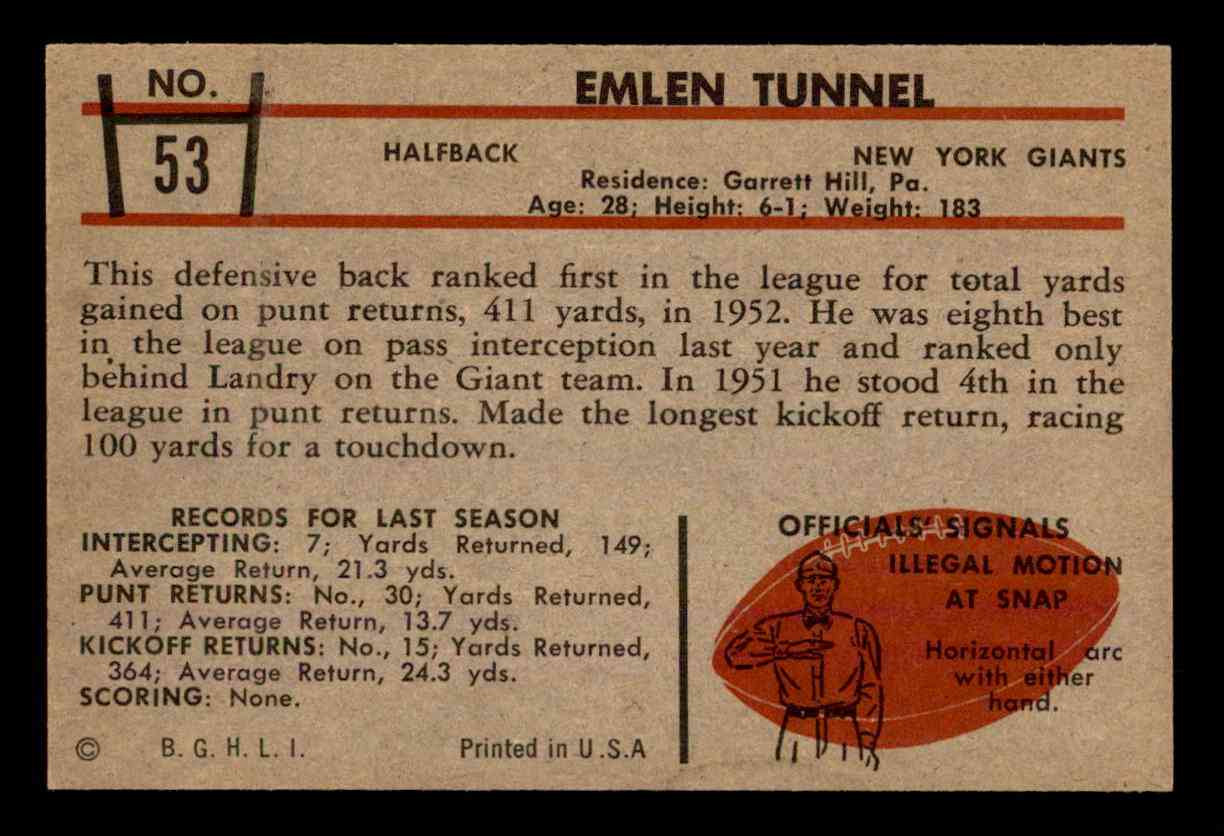 NO.
53
EMLEN TUNNEL
HALFBACK NEW YORK GIANTS
Residence: Garrett Hill, Pa.
Age: 28; Height: 6-1; Weight: 183
This defensive back ranked first in the league for total yards
gained on punt returns, 411 yards, in 1952. He was eighth best
in the league on pass interception last year and ranked only
behind Landry on the Giant team. In 1951 he stood 4th in the
league in punt returns. Made the longest kickoff return, racing
100 yards for a touchdown.
RECORDS FOR LAST SEASON
INTERCEPTING: 7; Yards Returned, 149;
Average Return, 21.3 yds.
PUNT RETURNS: No., 30; Yards Returned,
411; Average Return, 13.7 yds.
KICKOFF RETURNS: No., 15; Yards Returned,
364; Average Return, 24.3 yds.
SCORING: None.
© B. G. H. L. I. Printed in U.S.A
OFFICIALS' SIGNALS
ILLEGAL MOTION
AT SNAP
Horizontal arc
with either
hand.